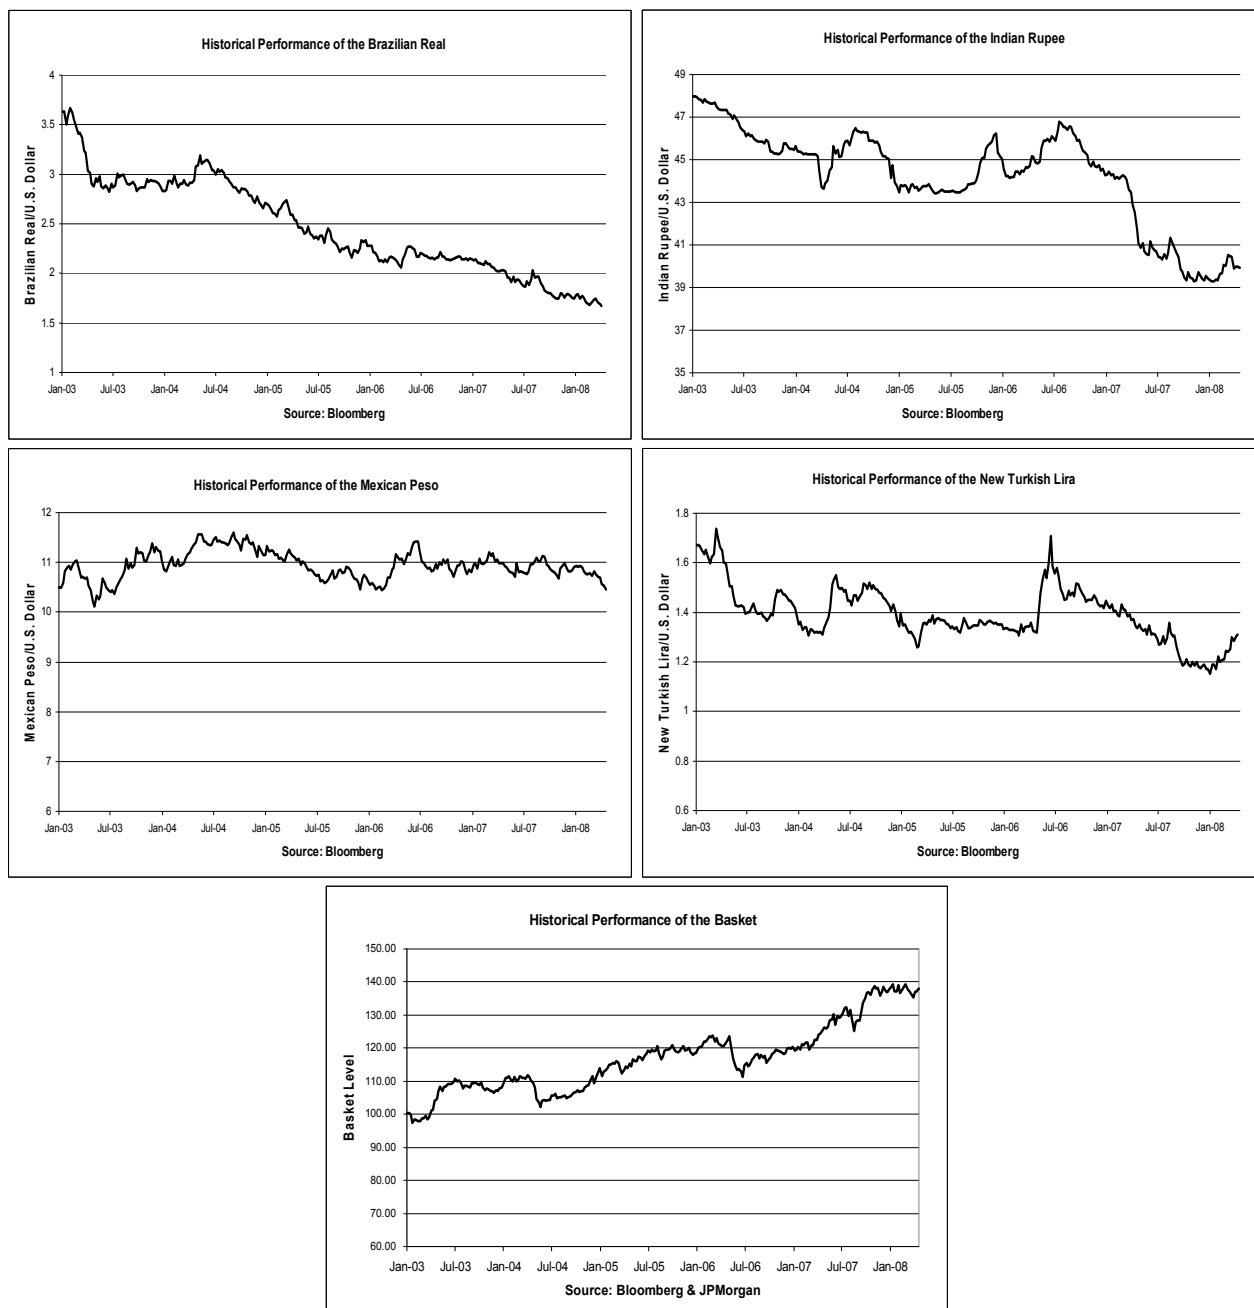 Historical Performance of the Brazilian Real
Brazilian Real/U.S. Dollar
4
3.5
3
2.5
2
1.5
1
Jan-03 Jul-03 Jan-04 Jul-04 Jan-05 Jul-05 Jan-06 Jul-06 Jan-07 Jul-07 Jan-08
Source: Bloomberg
Historical Performance of the Indian Rupee
Indian Rupee/U.S. Dollar
49
47
45
43
41
39
37
35
Jan-03 Jul-03 Jan-04 Jul-04 Jan-05 Jul-05 Jan-06 Jul-06 Jan-07 Jul-07 Jan-08
Source: Bloomberg
Historical Performance of the Mexican Peso
Mexican Peso/U.S. Dollar
12
11
10
9
8
7
6
Jan-03 Jul-03 Jan-04 Jul-04 Jan-05 Jul-05 Jan-06 Jul-06 Jan-07 Jul-07 Jan-08
Source: Bloomberg
Historical Performance of the New Turkish Lira
New Turkish Lira/U.S. Dollar
1.8
1.6
1.4
1.2
1
0.8
0.6
Jan-03 Jul-03 Jan-04 Jul-04 Jan-05 Jul-05 Jan-06 Jul-06 Jan-07 Jul-07 Jan-08
Source: Bloomberg
Historical Performance of the Basket
Basket Level
150.00
140.00
130.00
120.00
110.00
100.00
90.00
80.00
70.00
60.00
Jan-03 Jul-03 Jan-04 Jul-04 Jan-05 Jul-05 Jan-06 Jul-06 Jan-07 Jul-07 Jan-08
Source: Bloomberg & JPMorgan